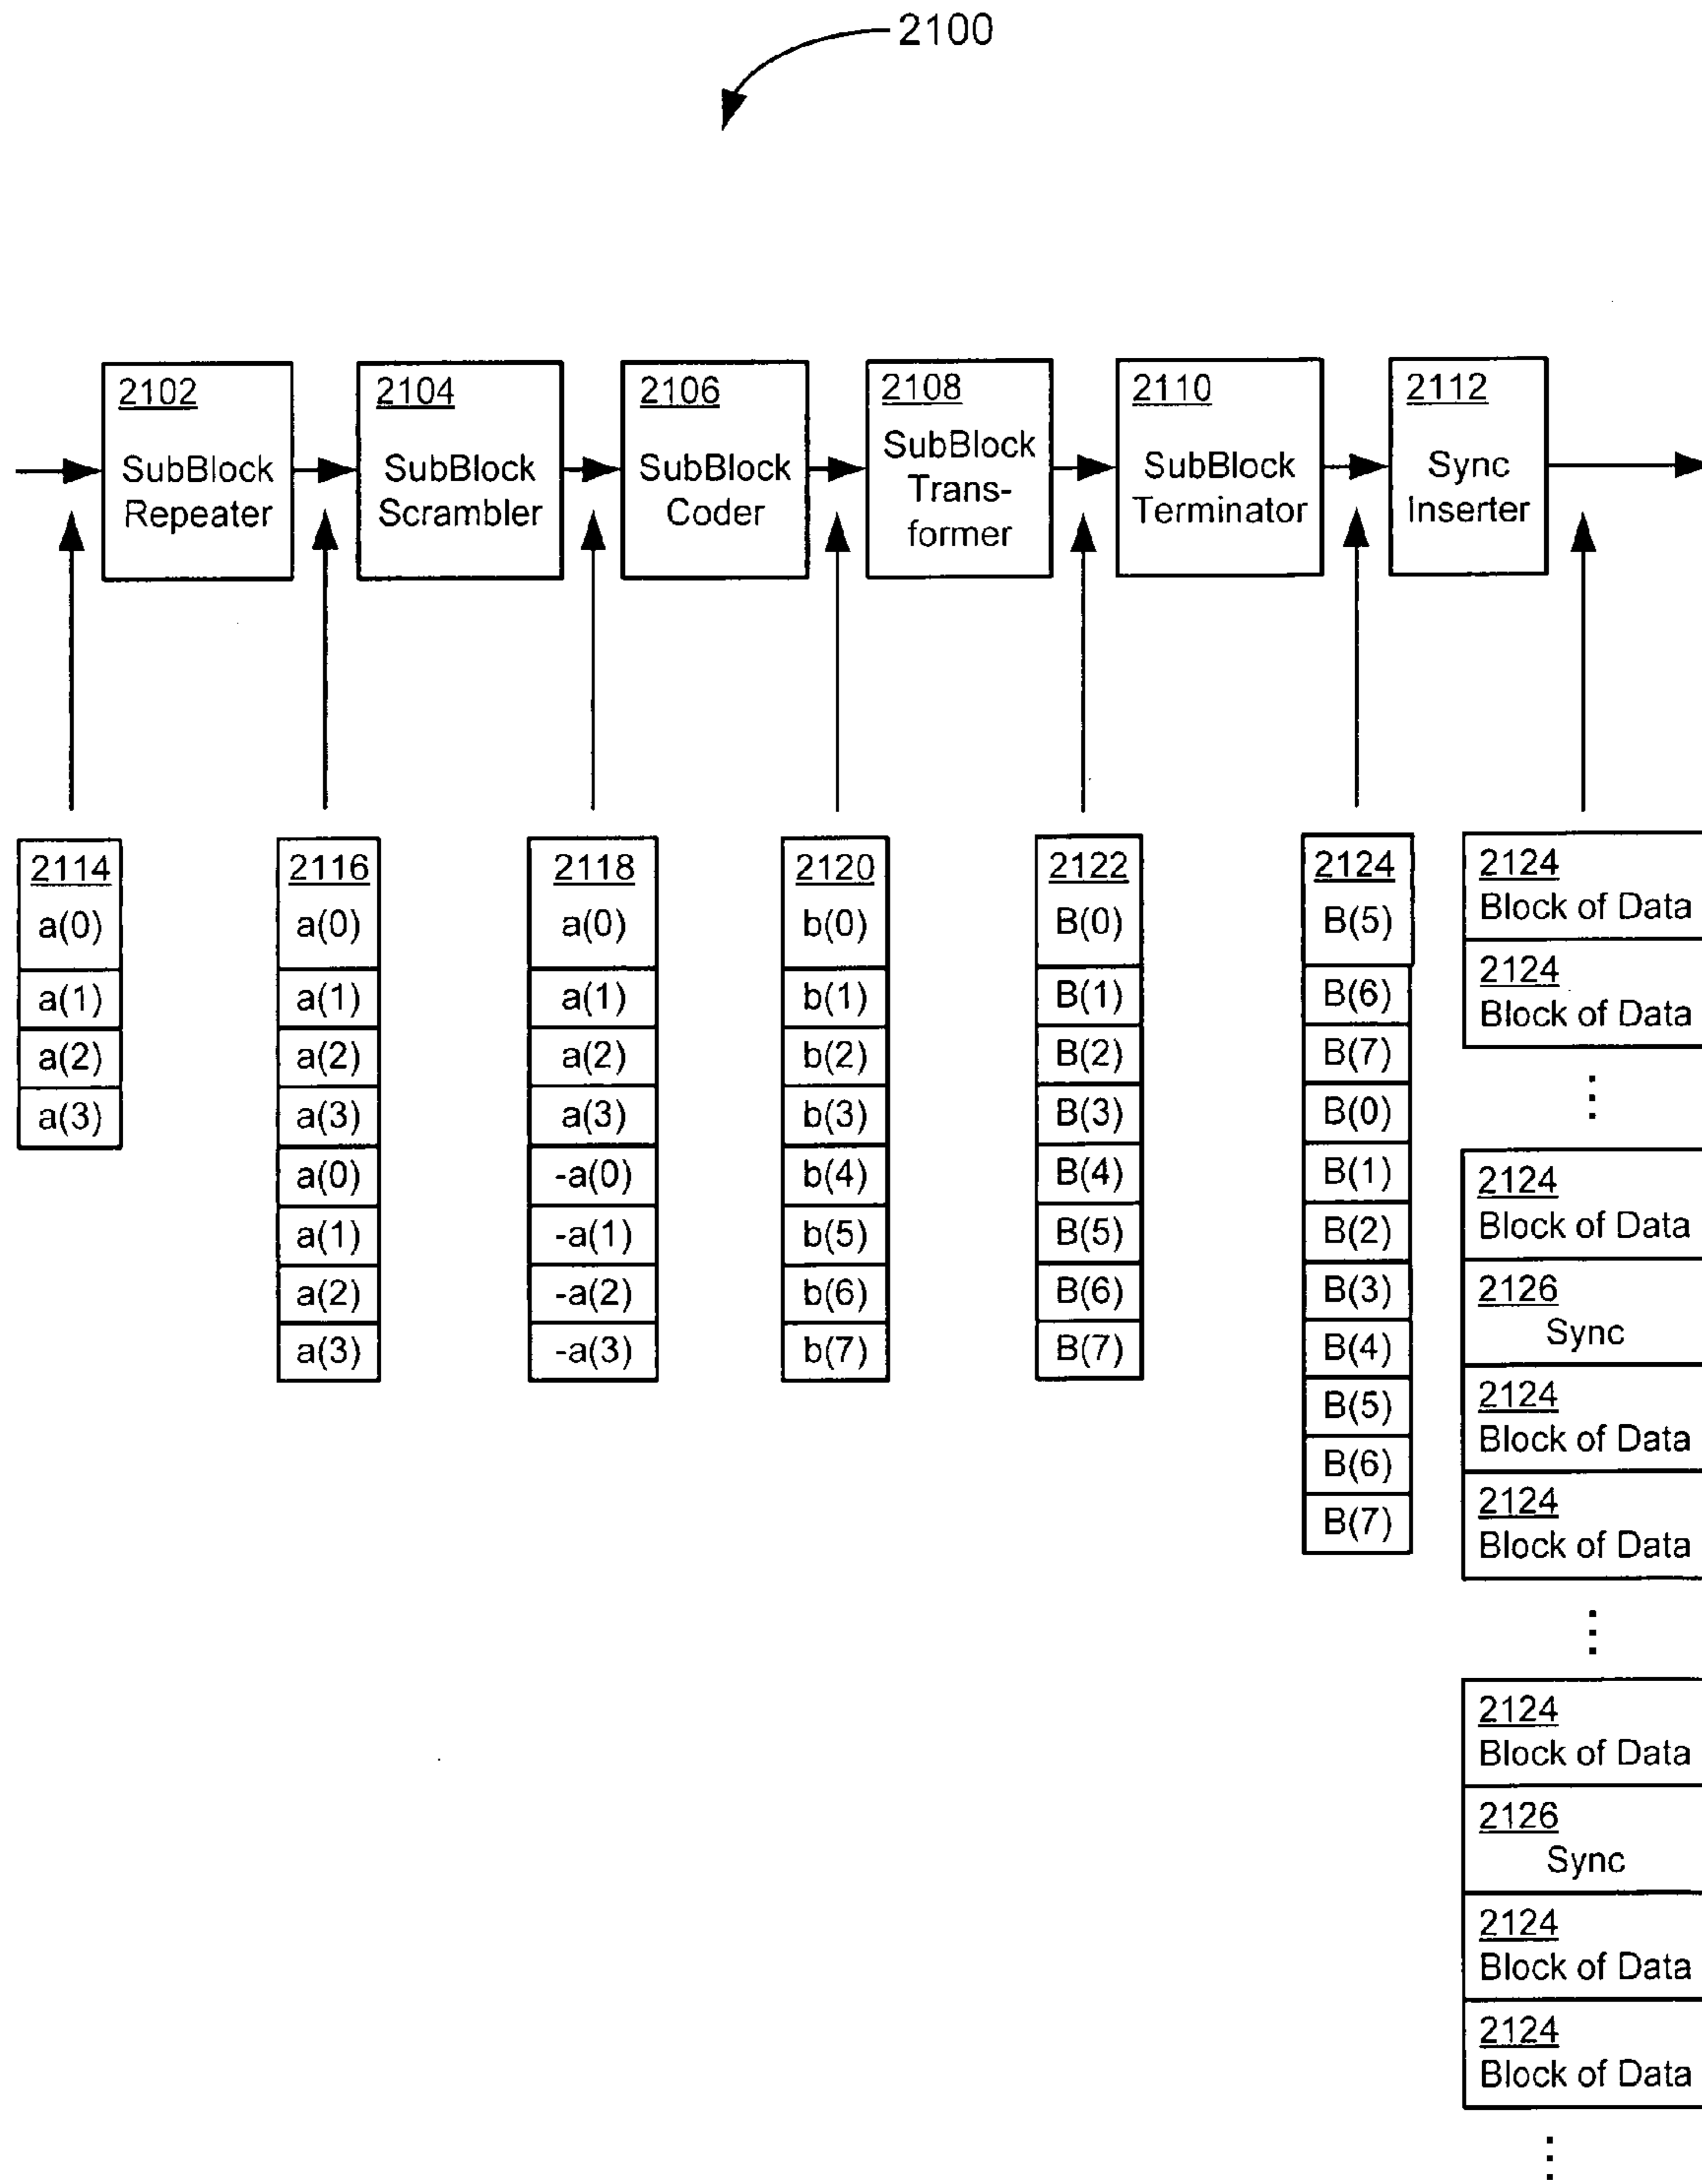 2100
2102
SubBlock
Repeater
2104
SubBlock
Scrambler
2106
SubBlock
Coder
2108
SubBlock
Trans-
former
2110
SubBlock
Terminator
2112
Sync
Inserter
2114
a(0)
a(1)
a(2)
a(3)
2116
a(0)
a(1)
a(2)
a(3)
a(0)
a(1)
a(2)
a(3)
2118
a(0)
a(1)
a(2)
a(3)
-a(0)
-a(1)
-a(2)
-a(3)
2120
b(0)
b(1)
b(2)
b(3)
b(4)
b(5)
b(6)
b(7)
2122
B(0)
B(1)
B(2)
B(3)
B(4)
B(5)
B(6)
B(7)
2124
B(5)
B(6)
B(7)
B(0)
B(1)
B(2)
B(3)
B(4)
B(5)
B(6)
B(7)
2124
Block of Data
2124
Block of Data
2124
Block of Data
2126
Sync
2124
Block of Data
2124
Block of Data
2124
Block of Data
2126
Sync
2124
Block of Data
2124
Block of Data